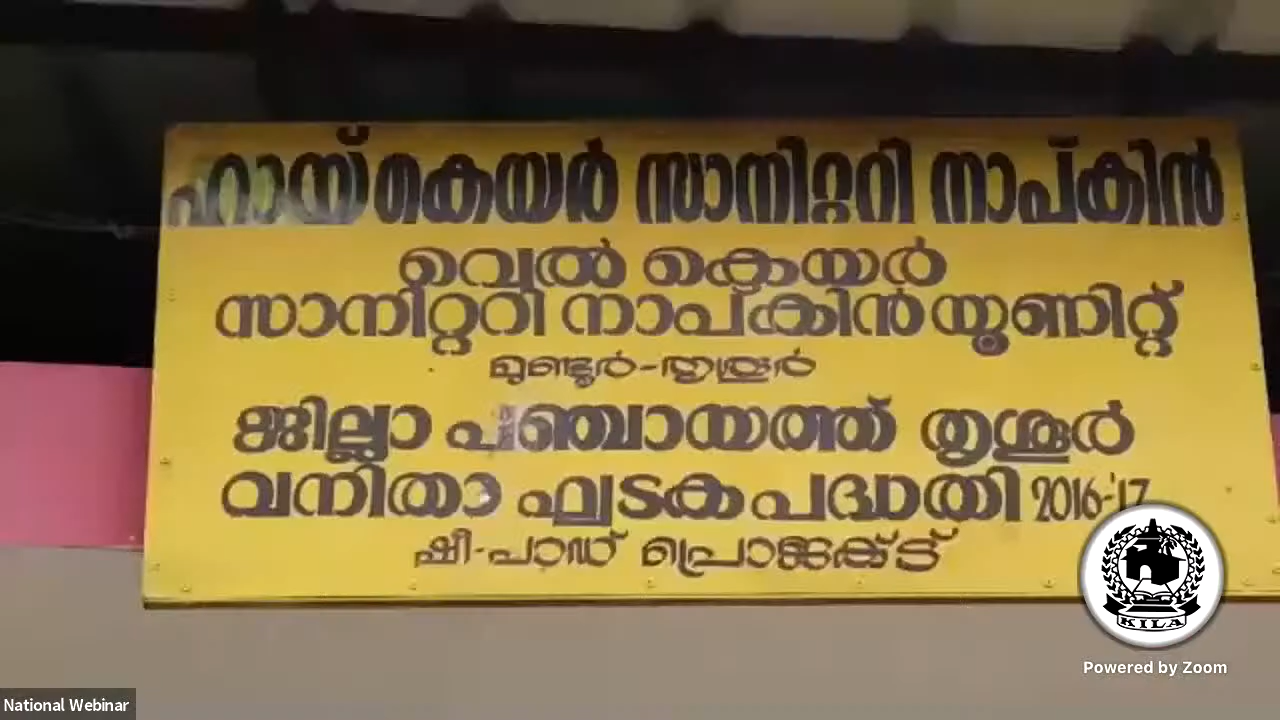 ഹായ് കെയർ സാനിറ്ററി നാപ്കിൻ
വെൽ കെയർ
സാനിറ്ററി നാപ്കിൻ യൂണിറ്റ്
മുണ്ടൂർ-തൃശൂർ
ജില്ലാ പഞ്ചായത്ത് തൃശൂർ
വനിതാ ഘടകപദ്ധതി 2016-'17
ഷീ-പാഡ് പ്രൊജക്ട്
KILA
Powered by Zoom
National Webinar